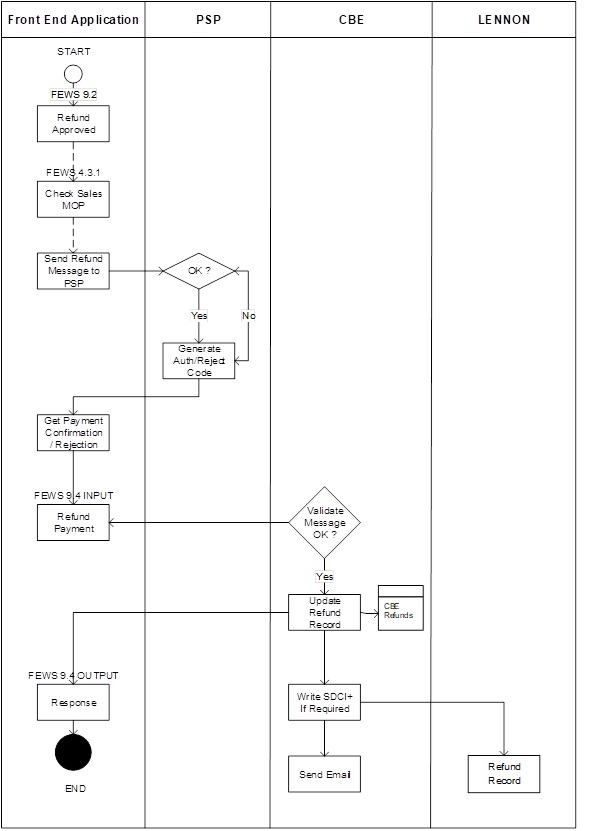 Front End Application
PSP
CBE
LENNON
START
FEWS 9.2
Refund
Approved
FEWS 4.3.1
Check Sales
MOP
Send Refund
Message to
PSP
OK ?
Yes
No
Generate
Auth/Reject
Code
Get Payment
Confirmation
/ Rejection
FEWS 9.4 INPUT
Refund
Payment
Validate
Message
OK ?
Yes
Update
Refund
Record
CBE
Refunds
FEWS 9.4 OUTPUT
Response
Write SDCI+
If Required
Send Email
Refund
Record
END